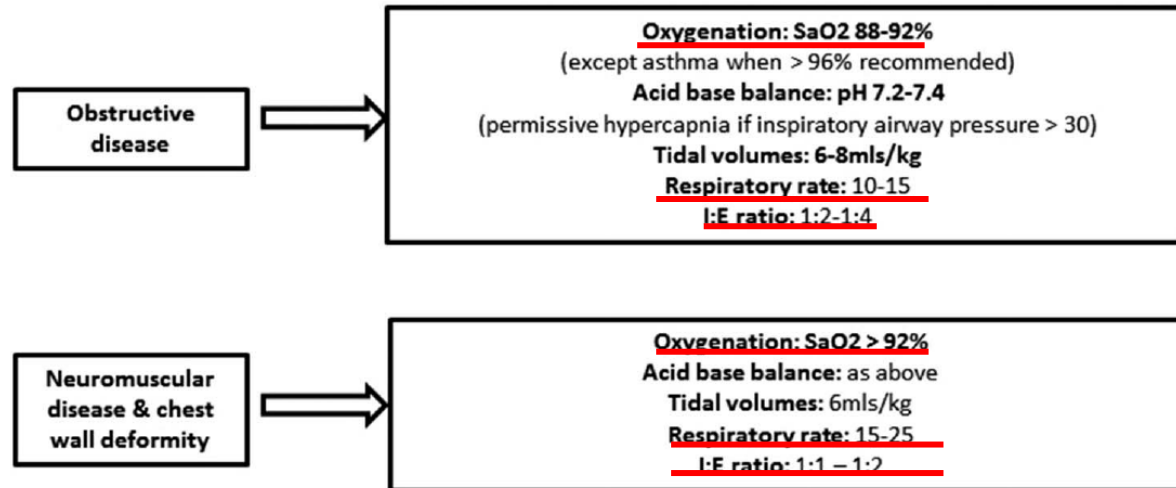 Obstructive
disease
Oxygenation: SaO2 88-92%
(except asthma when > 96% recommended)
Acid base balance: pH 7.2-7.4
(permissive hypercapnia if inspiratory airway pressure > 30)
Tidal volumes: 6-8mls/kg
Respiratory rate: 10-15
I:E ratio: 1:2-1:4
Neuromuscular
disease & chest
wall deformity
Oxygenation: SaO2 > 92%
Acid base balance: as above
Tidal volumes: 6mls/kg
Respiratory rate: 15-25
I:E ratio: 1:1 – 1:2